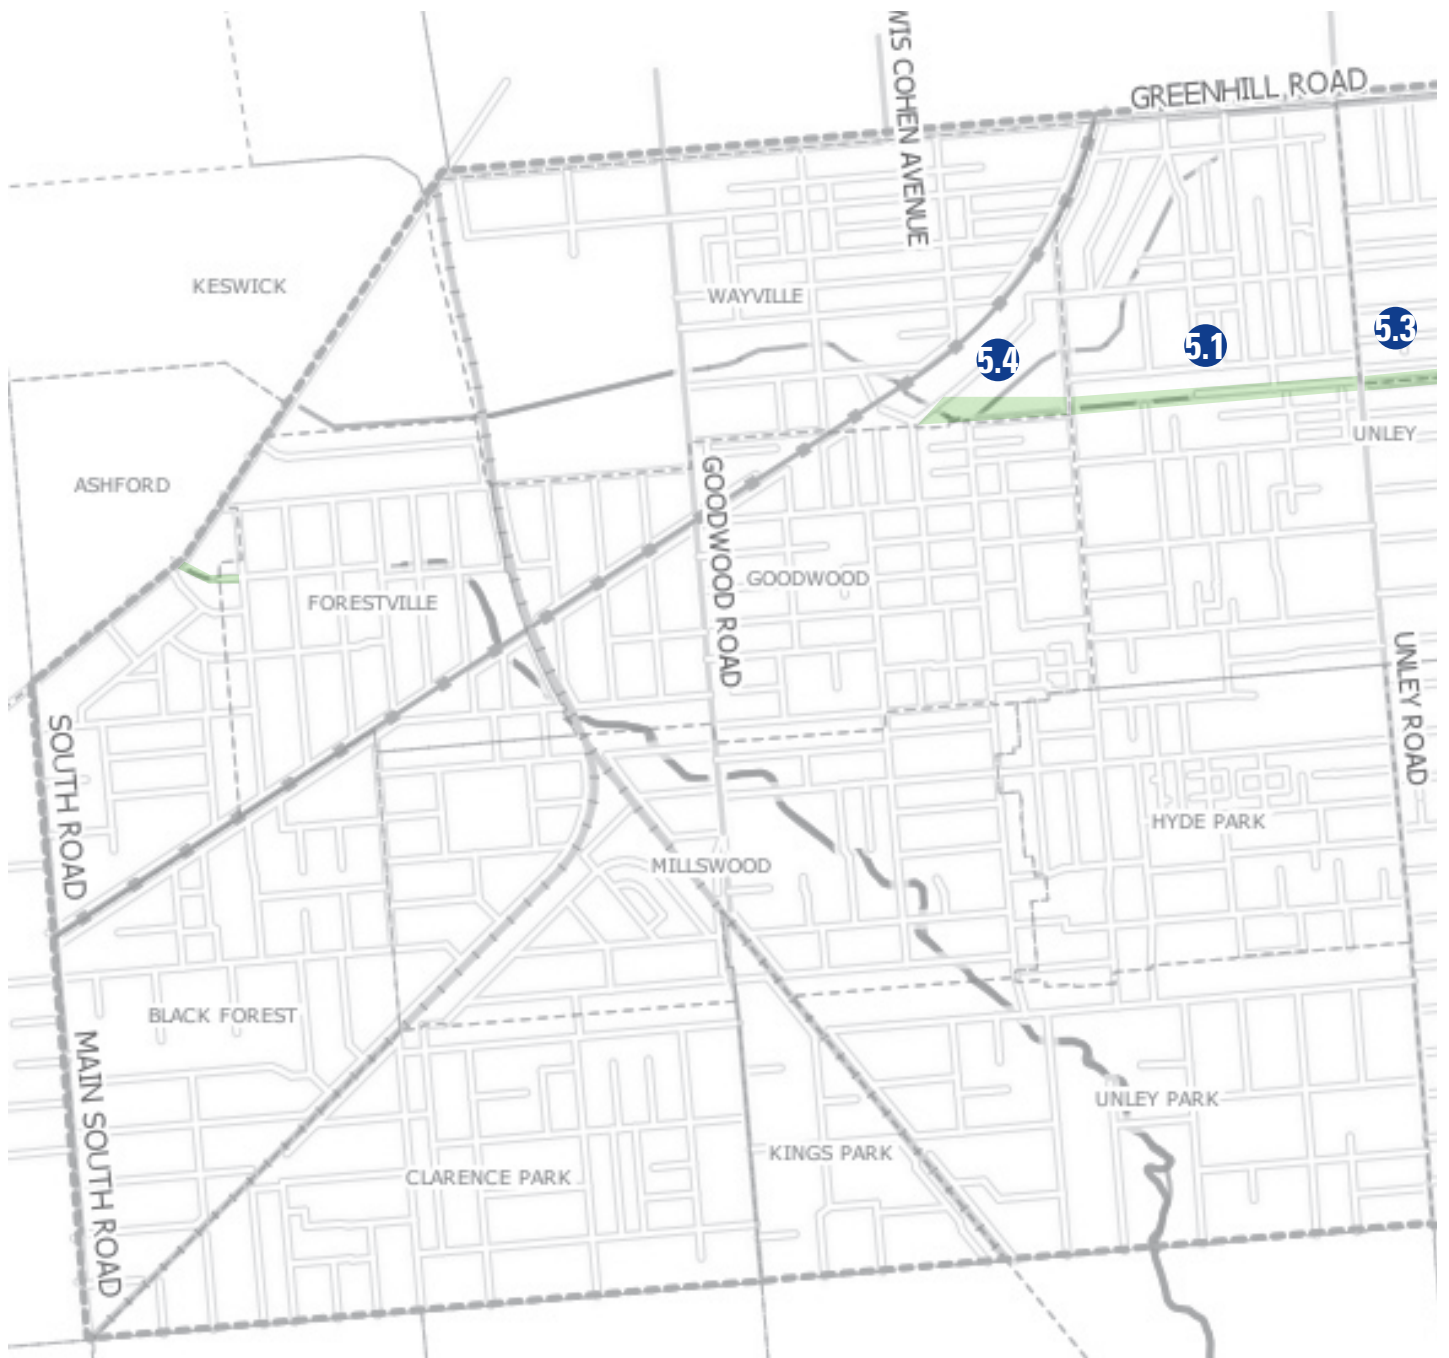 WIS COHEN AVENUE
GREENHILL ROAD
KESWICK
WAYVILLE
5.4
5.1
5.3
UNLEY
ASHFORD
GOODWOOD ROAD
GOODWOOD
FORESTVILLE
UNLEY ROAD
SOUTH ROAD
HYDE PARK
MILLSWOOD
BLACK FOREST
MAIN SOUTH ROAD
UNLEY PARK
KINGS PARK
CLARENCE PARK